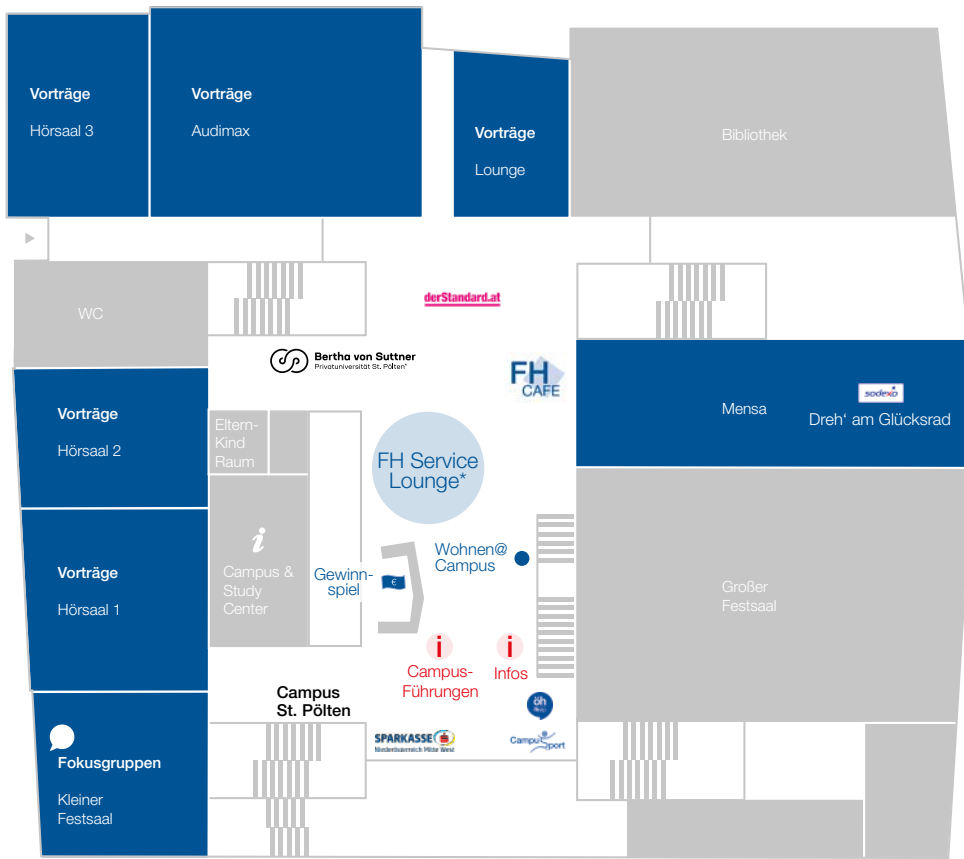 Vorträge
Hörsaal 3
Vorträge
Audimax
Vorträge
Lounge
Bibliothek
WC
derStandard.at
Bertha von Suttner
Privatuniversität St. Pölten
FH
CAFE
Mensa
sodexo
Dreh' am Glücksrad
Vorträge
Hörsaal 2
Eltern-
Kind
Raum
FH Service
Lounge*
i
Campus &
Study
Center
Gewinn-
spiel
€
Wohnen@
Campus
Vorträge
Hörsaal 1
Großer
Festsaal
i
Campus-
Führungen
i
Infos
Campus
St. Pölten
öh
SPARKASSE
Niederösterreich Mitte West
Campus Sport
Fokusgruppen
Kleiner
Festsaal